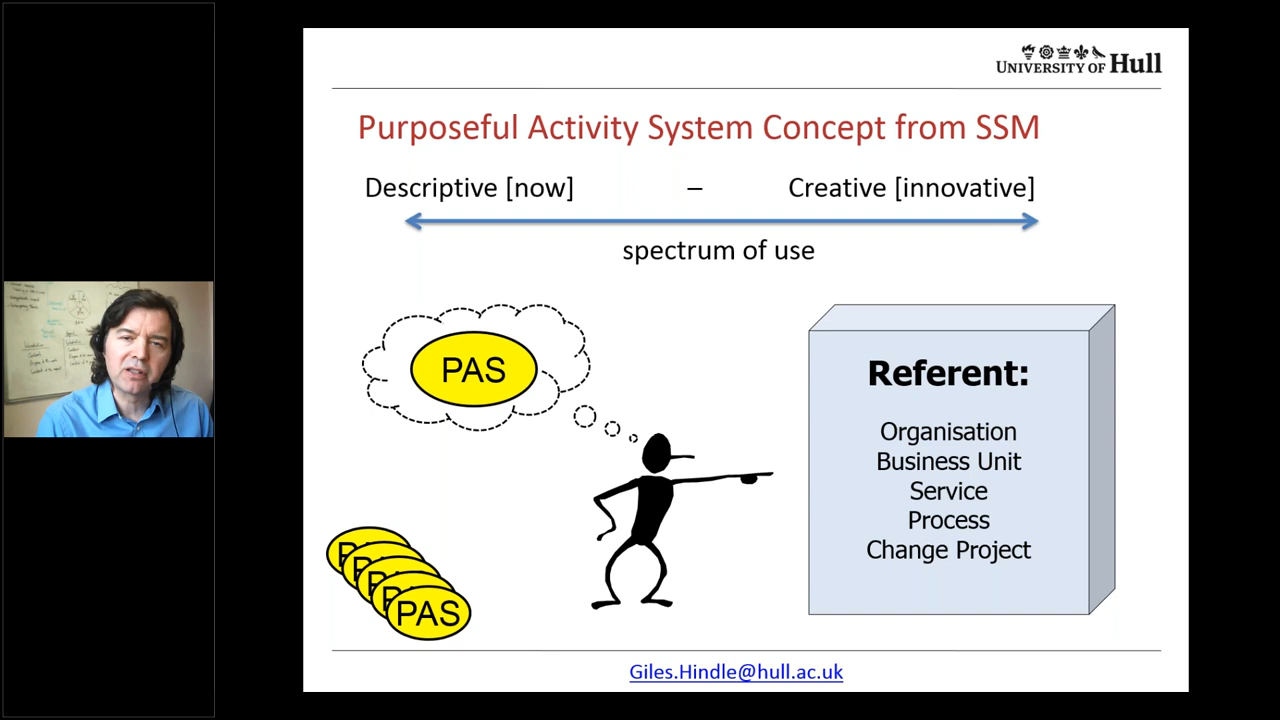 UNIVERSITY OF Hull
Purposeful Activity System Concept from SSM
Descriptive [now] – Creative [innovative]
spectrum of use
PAS
Referent:
Organisation
Business Unit
Service
Process
Change Project
PAS
Giles.Hindle@hull.ac.uk